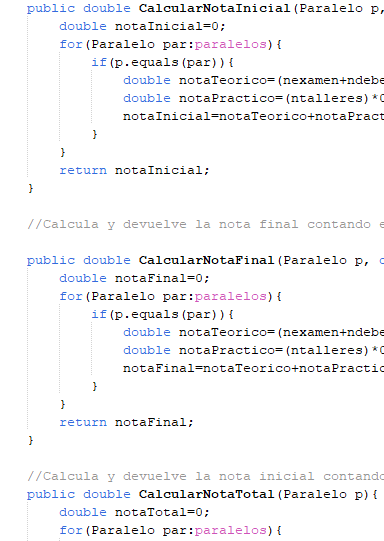 public double CalcularNotaInicial(Paralelo p,
double notaInicial=0;
for(Paralelo par:paralelos){
if(p.equals(par)){
double notaTeorico=(nexamen+ndebe
double notaPractico=(ntalleres)*0
notaInicial=notaTeorico+notaPract
}
}
return notaInicial;
}
//Calcula y devuelve la nota final contando e
public double CalcularNotaFinal(Paralelo p,
double notaFinal=0;
for(Paralelo par:paralelos){
if(p.equals(par)){
double notaTeorico=(nexamen+ndebe
double notaPractico=(ntalleres)*0
notaFinal=notaTeorico+notaPractic
}
}
return notaFinal;
}
//Calcula y devuelve la nota inicial contando
public double CalcularNotaTotal(Paralelo p){
double notaTotal=0;
for(Paralelo par:paralelos){